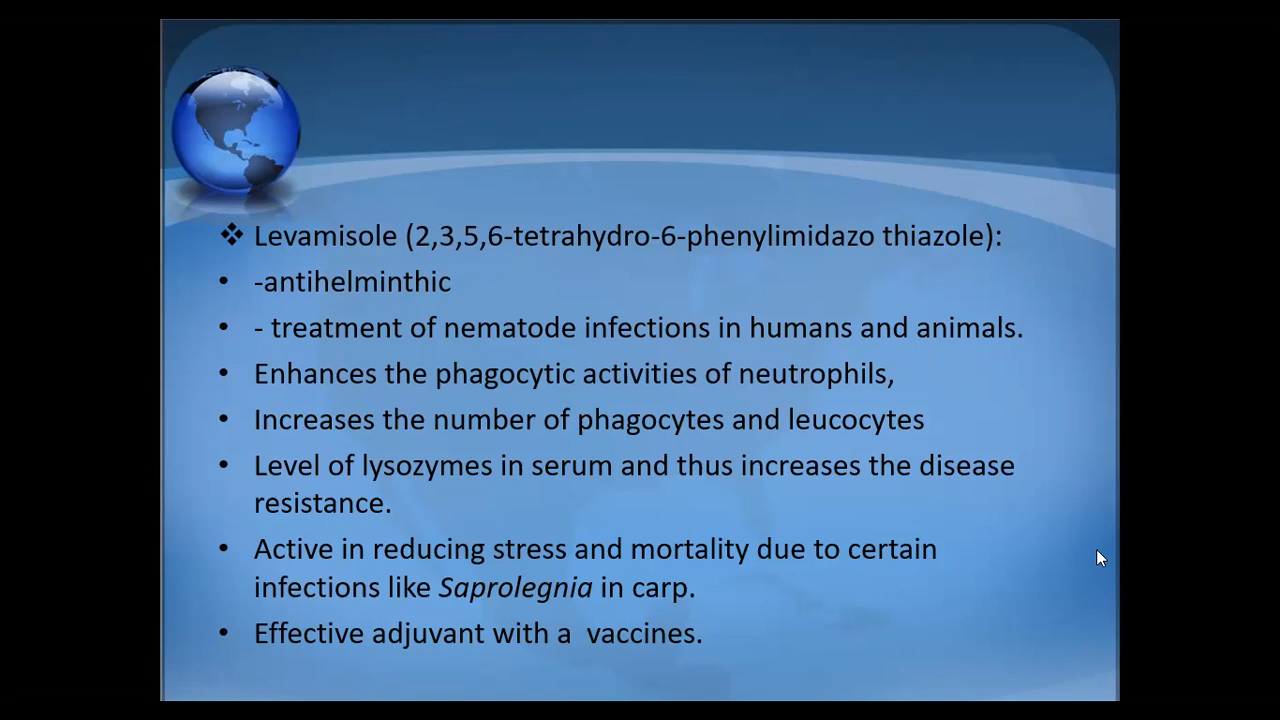 ❖ Levamisole (2,3,5,6-tetrahydro-6-phenylimidazo thiazole):
• -antihelminthic
• - treatment of nematode infections in humans and animals.
• Enhances the phagocytic activities of neutrophils,
• Increases the number of phagocytes and leucocytes
• Level of lysozymes in serum and thus increases the disease
resistance.
• Active in reducing stress and mortality due to certain
infections like Saprolegnia in carp.
• Effective adjuvant with a  vaccines.